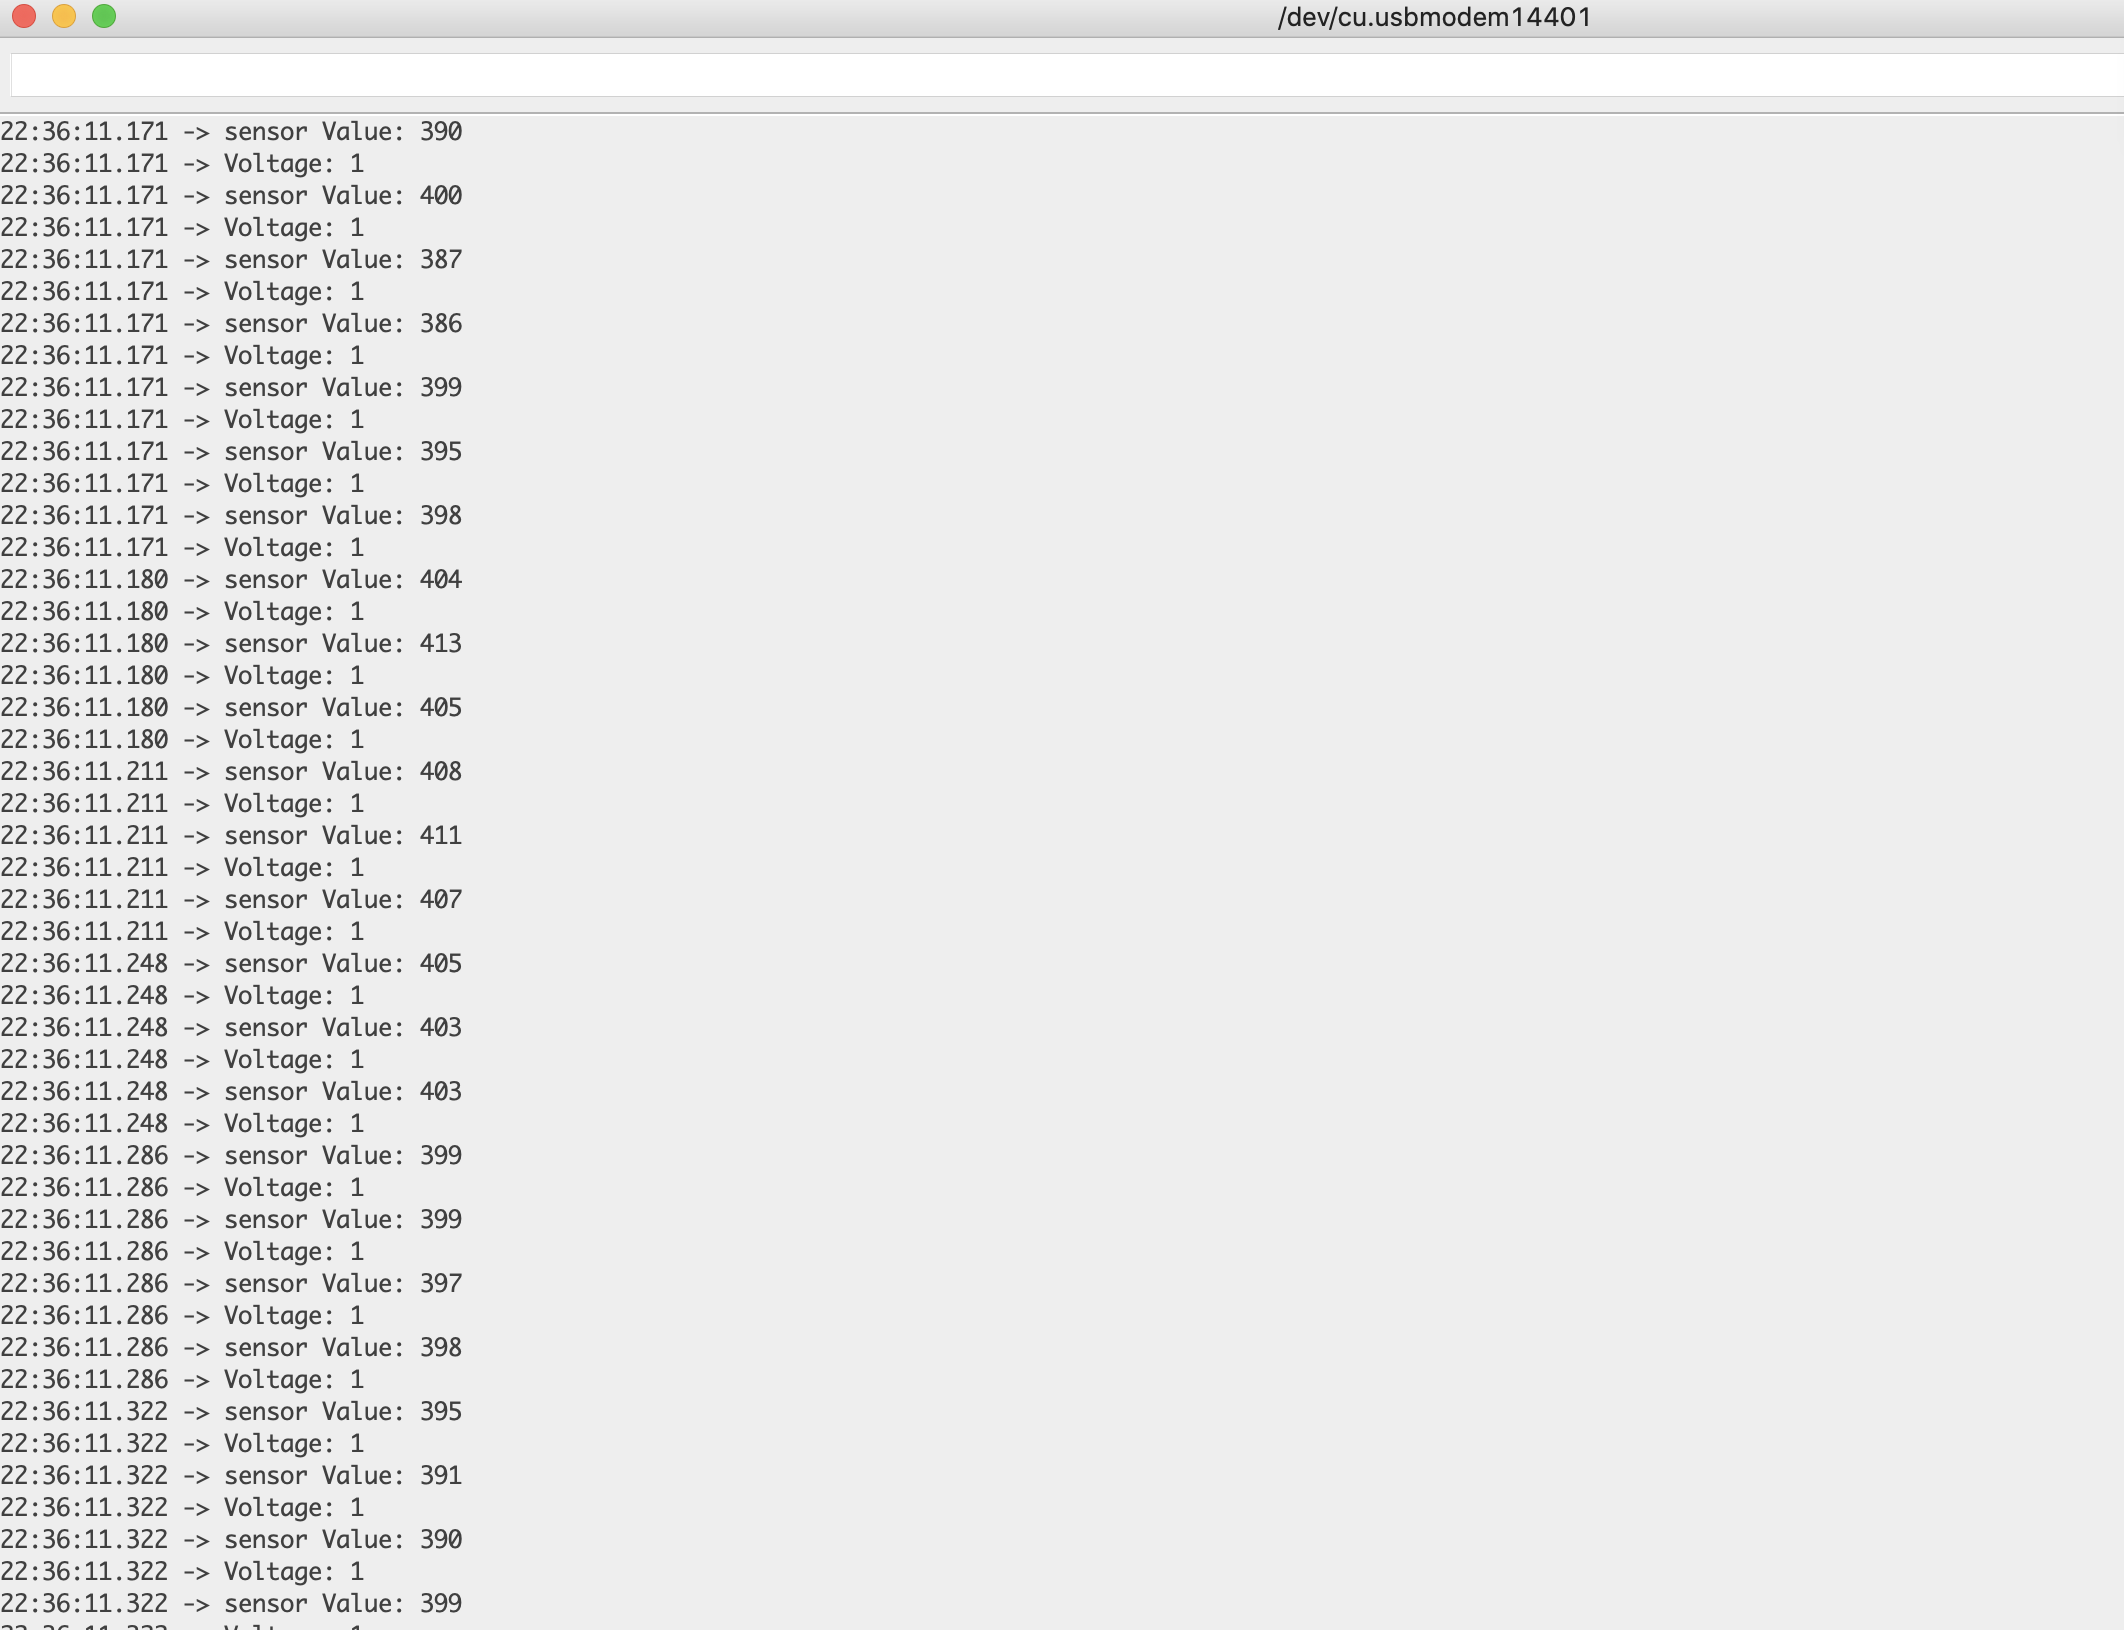 /dev/cu.usbmodem14401
22:36:11.171 -> sensor Value: 390
22:36:11.171 -> Voltage: 1
22:36:11.171 -> sensor Value: 400
22:36:11.171 -> Voltage: 1
22:36:11.171 -> sensor Value: 387
22:36:11.171 -> Voltage: 1
22:36:11.171 -> sensor Value: 386
22:36:11.171 -> Voltage: 1
22:36:11.171 -> sensor Value: 399
22:36:11.171 -> Voltage: 1
22:36:11.171 -> sensor Value: 395
22:36:11.171 -> Voltage: 1
22:36:11.171 -> sensor Value: 398
22:36:11.171 -> Voltage: 1
22:36:11.180 -> sensor Value: 404
22:36:11.180 -> Voltage: 1
22:36:11.180 -> sensor Value: 413
22:36:11.180 -> Voltage: 1
22:36:11.180 -> sensor Value: 405
22:36:11.180 -> Voltage: 1
22:36:11.211 -> sensor Value: 408
22:36:11.211 -> Voltage: 1
22:36:11.211 -> sensor Value: 411
22:36:11.211 -> Voltage: 1
22:36:11.211 -> sensor Value: 407
22:36:11.211 -> Voltage: 1
22:36:11.248 -> sensor Value: 405
22:36:11.248 -> Voltage: 1
22:36:11.248 -> sensor Value: 403
22:36:11.248 -> Voltage: 1
22:36:11.248 -> sensor Value: 403
22:36:11.248 -> Voltage: 1
22:36:11.286 -> sensor Value: 399
22:36:11.286 -> Voltage: 1
22:36:11.286 -> sensor Value: 399
22:36:11.286 -> Voltage: 1
22:36:11.286 -> sensor Value: 397
22:36:11.286 -> Voltage: 1
22:36:11.286 -> sensor Value: 398
22:36:11.286 -> Voltage: 1
22:36:11.322 -> sensor Value: 395
22:36:11.322 -> Voltage: 1
22:36:11.322 -> sensor Value: 391
22:36:11.322 -> Voltage: 1
22:36:11.322 -> sensor Value: 390
22:36:11.322 -> Voltage: 1
22:36:11.322 -> sensor Value: 399